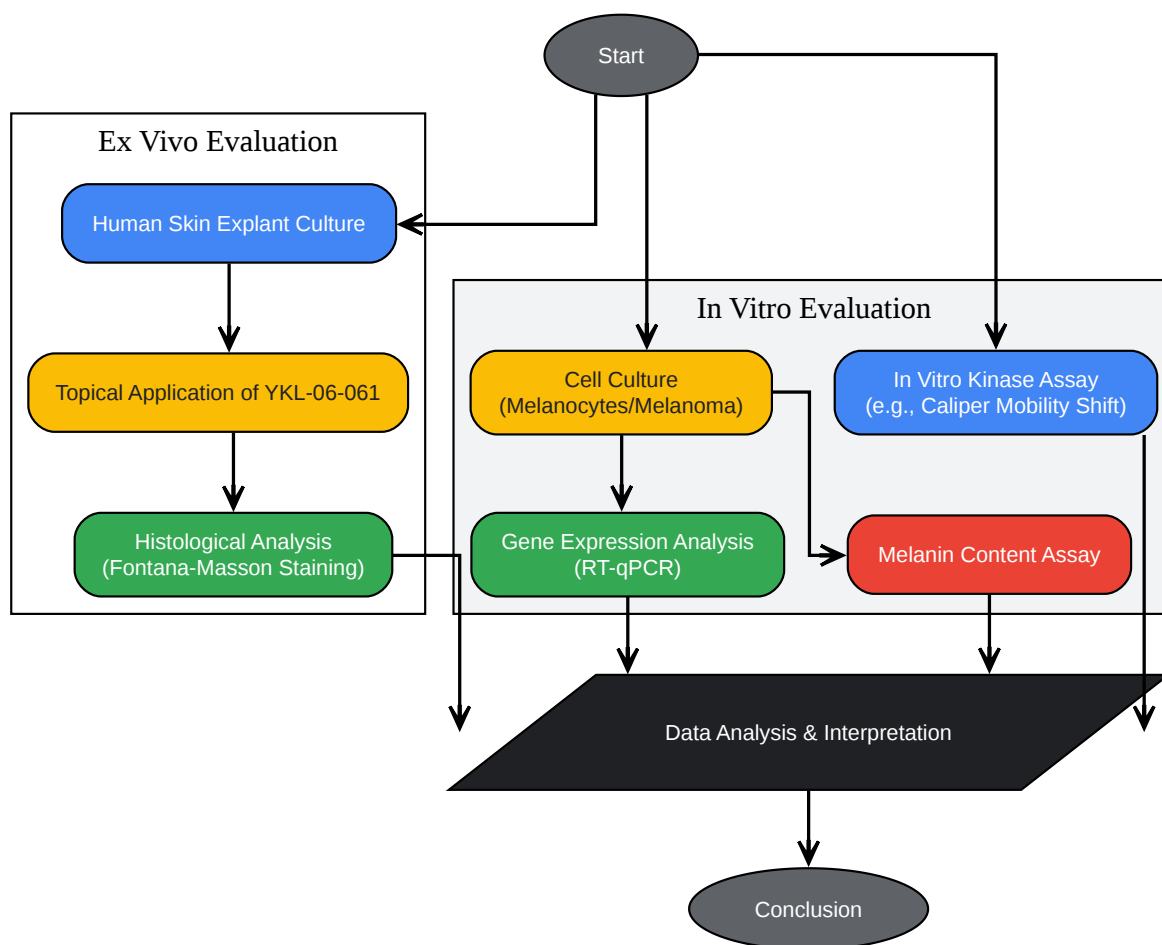 Start
Ex Vivo Evaluation
Human Skin Explant Culture
Topical Application of YKL-06-061
Histological Analysis
(Fontana-Masson Staining)
In Vitro Evaluation
Cell Culture
(Melanocytes/Melanoma)
In Vitro Kinase Assay
(e.g., Caliper Mobility Shift)
Gene Expression Analysis
(RT-qPCR)
Melanin Content Assay
Data Analysis & Interpretation
Conclusion